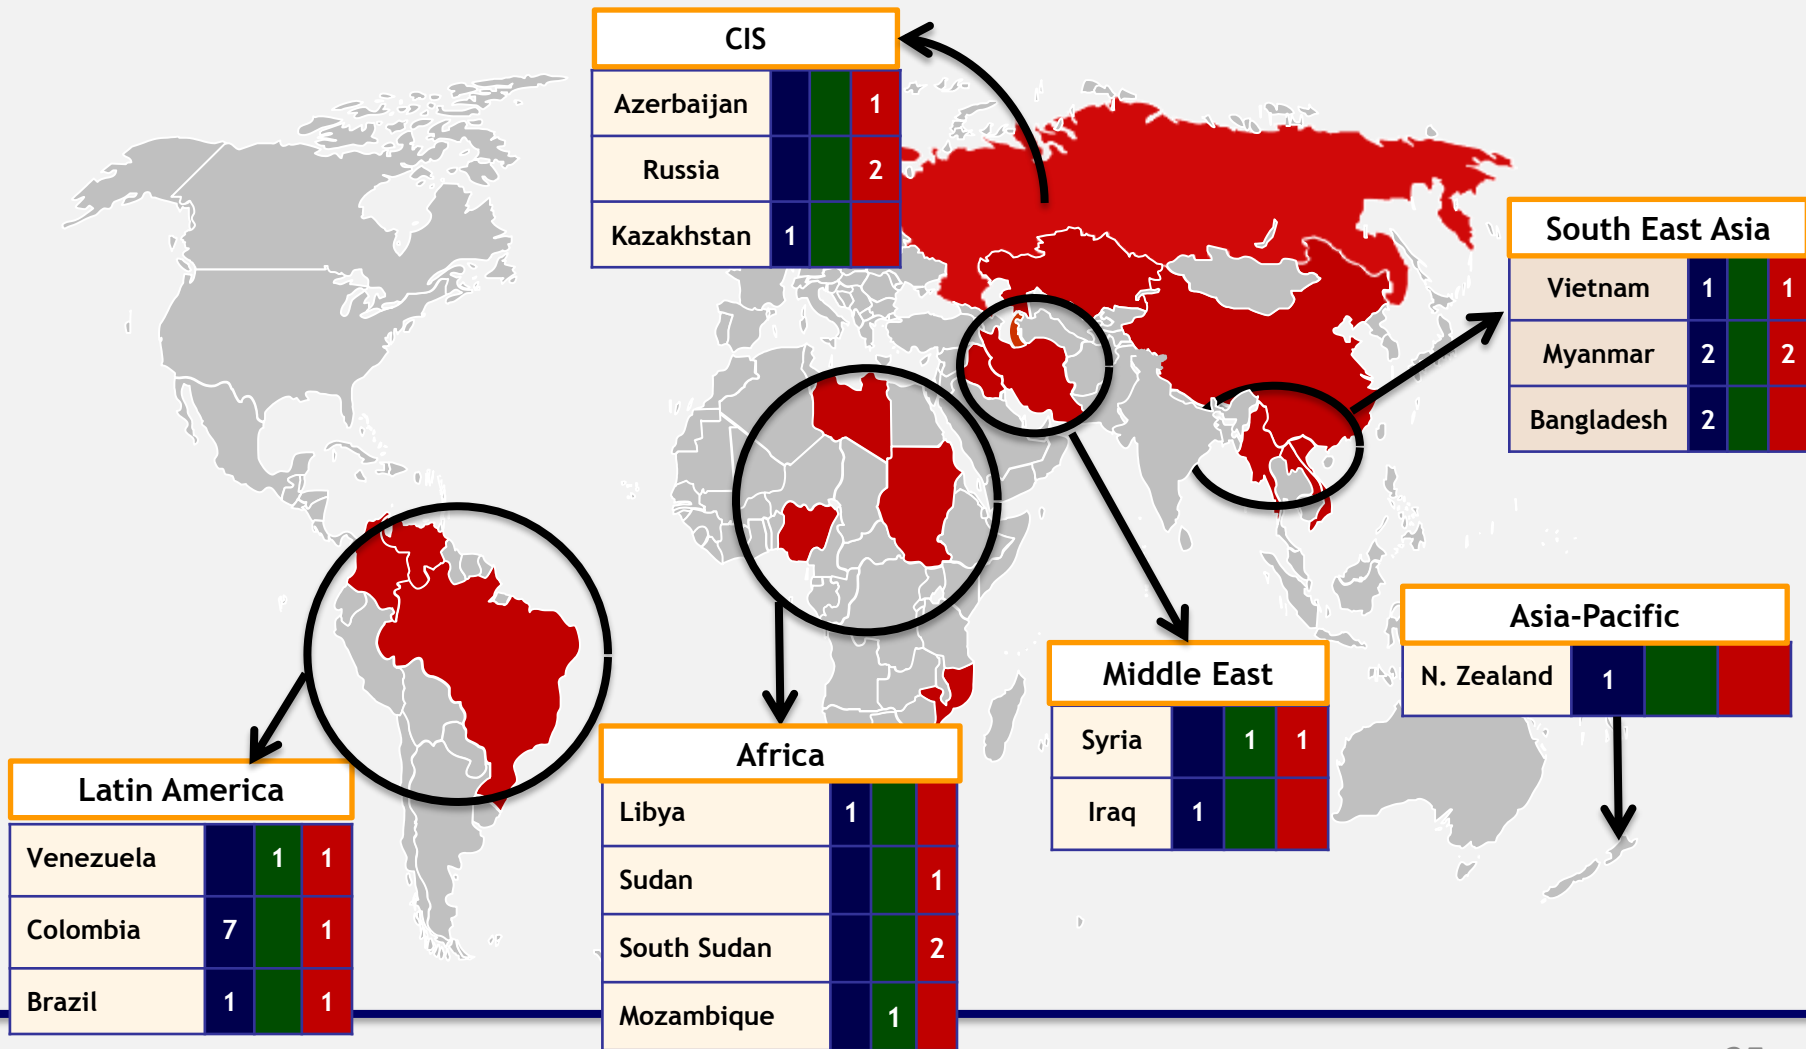 CIS
Azerbaijan 1
Russia 2
Kazakhstan 1
South East Asia
Vietnam 1 1
Myanmar 2 2
Bangladesh 2
Asia-Pacific
N. Zealand 1
Middle East
Syria 1 1
Iraq 1
Africa
Libya 1
Sudan 1
South Sudan 2
Mozambique 1
Latin America
Venezuela 1 1
Colombia 7 1
Brazil 1 1